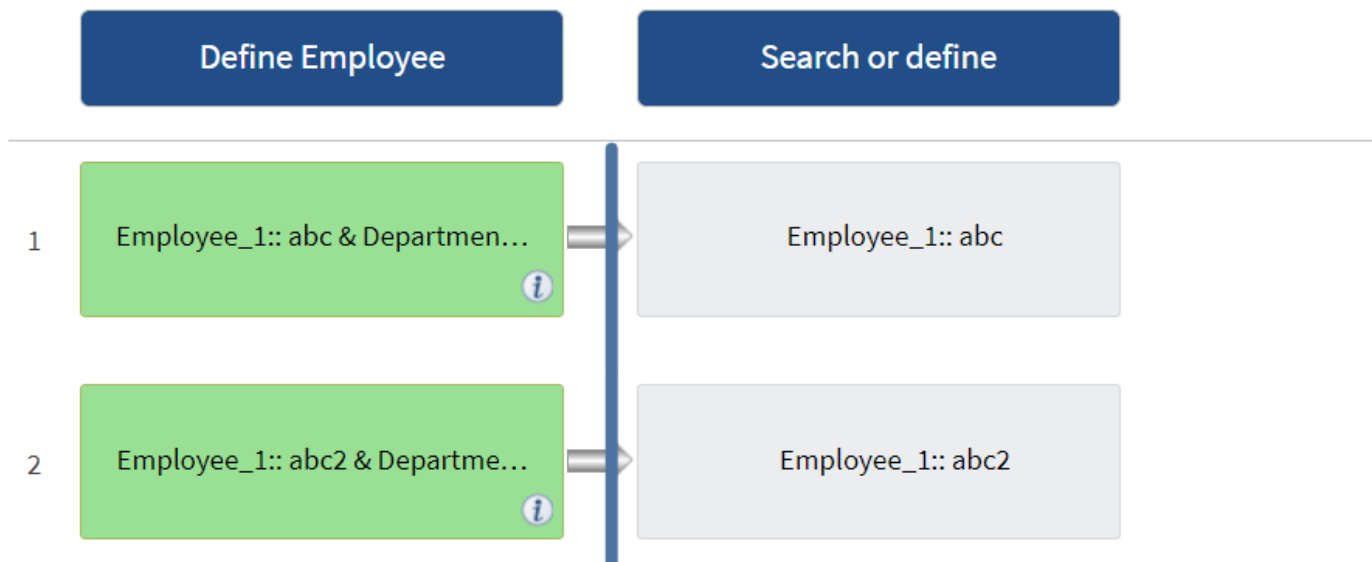 Define Employee
Search or define
1
Employee_1:: abc & Departmen...
Employee_1:: abc
i
2
Employee_1:: abc2 & Departme...
Employee_1:: abc2
i